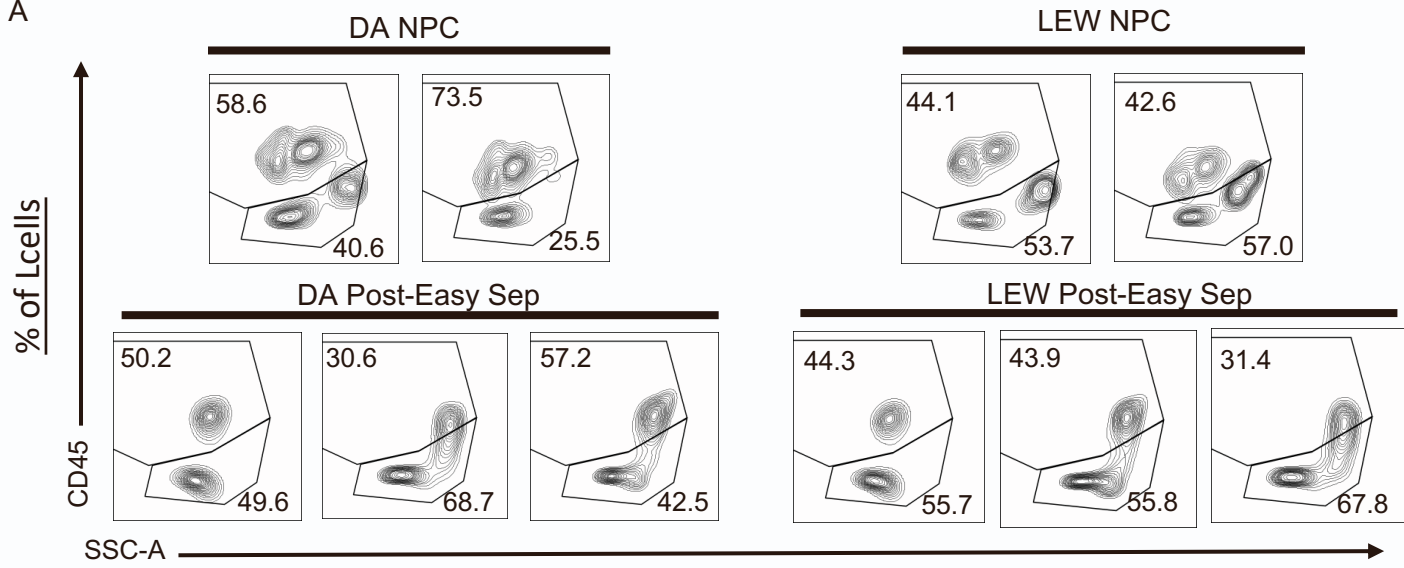 A
DA NPC
LEW NPC
58.6
73.5
44.1
42.6
40.6
25.5
53.7
57.0
% of Lcells
DA Post-Easy Sep
LEW Post-Easy Sep
50.2
30.6
57.2
44.3
43.9
31.4
CD45
49.6
68.7
42.5
55.7
55.8
67.8
SSC-A